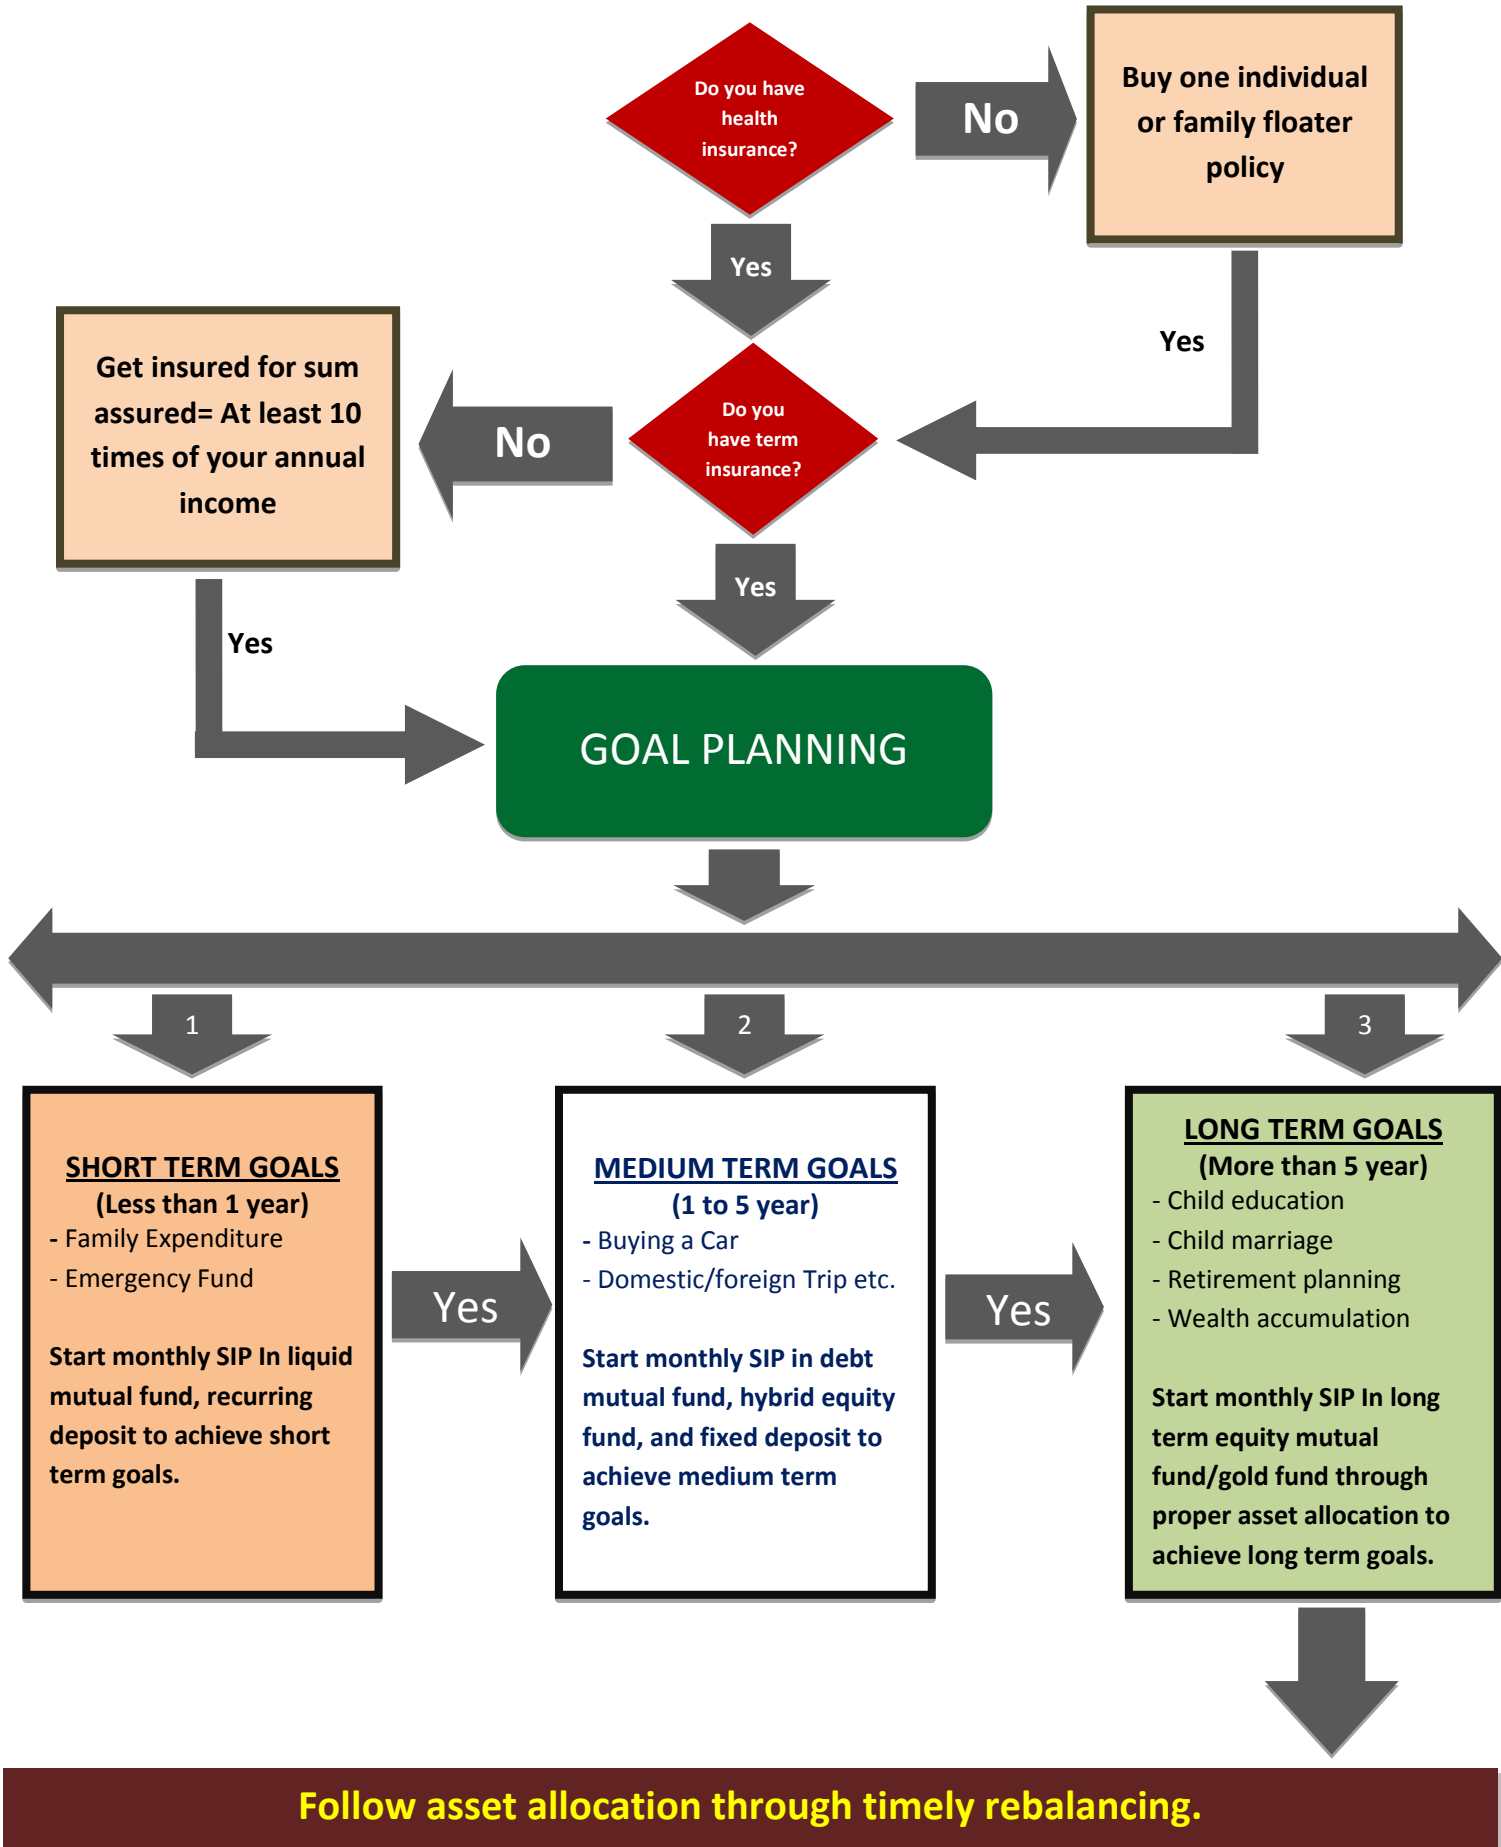 Do you have
health
insurance?
No
Buy one individual
or family floater
policy
Yes
Yes
Get insured for sum
assured= At least 10
times of your annual
income
No
Do you
have term
insurance?
Yes
Yes
GOAL PLANNING
1
2
3
SHORT TERM GOALS
(Less than 1 year)
- Family Expenditure
- Emergency Fund
Start monthly SIP In liquid
mutual fund, recurring
deposit to achieve short
term goals.
Yes
MEDIUM TERM GOALS
(1 to 5 year)
- Buying a Car
- Domestic/foreign Trip etc.
Start monthly SIP in debt
mutual fund, hybrid equity
fund, and fixed deposit to
achieve medium term
goals.
Yes
LONG TERM GOALS
(More than 5 year)
- Child education
- Child marriage
- Retirement planning
- Wealth accumulation
Start monthly SIP In long
term equity mutual
fund/gold fund through
proper asset allocation to
achieve long term goals.
Follow asset allocation through timely rebalancing.